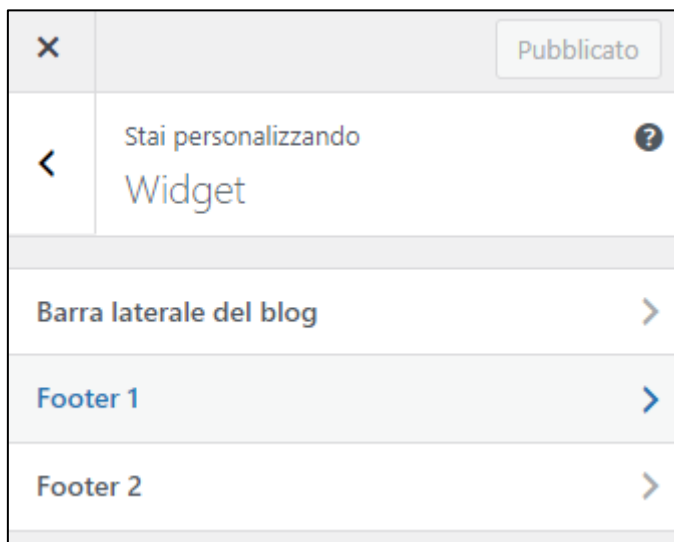 Pubblicato
Stai personalizzando
Widget
Barra laterale del blog
Footer 1
Footer 2